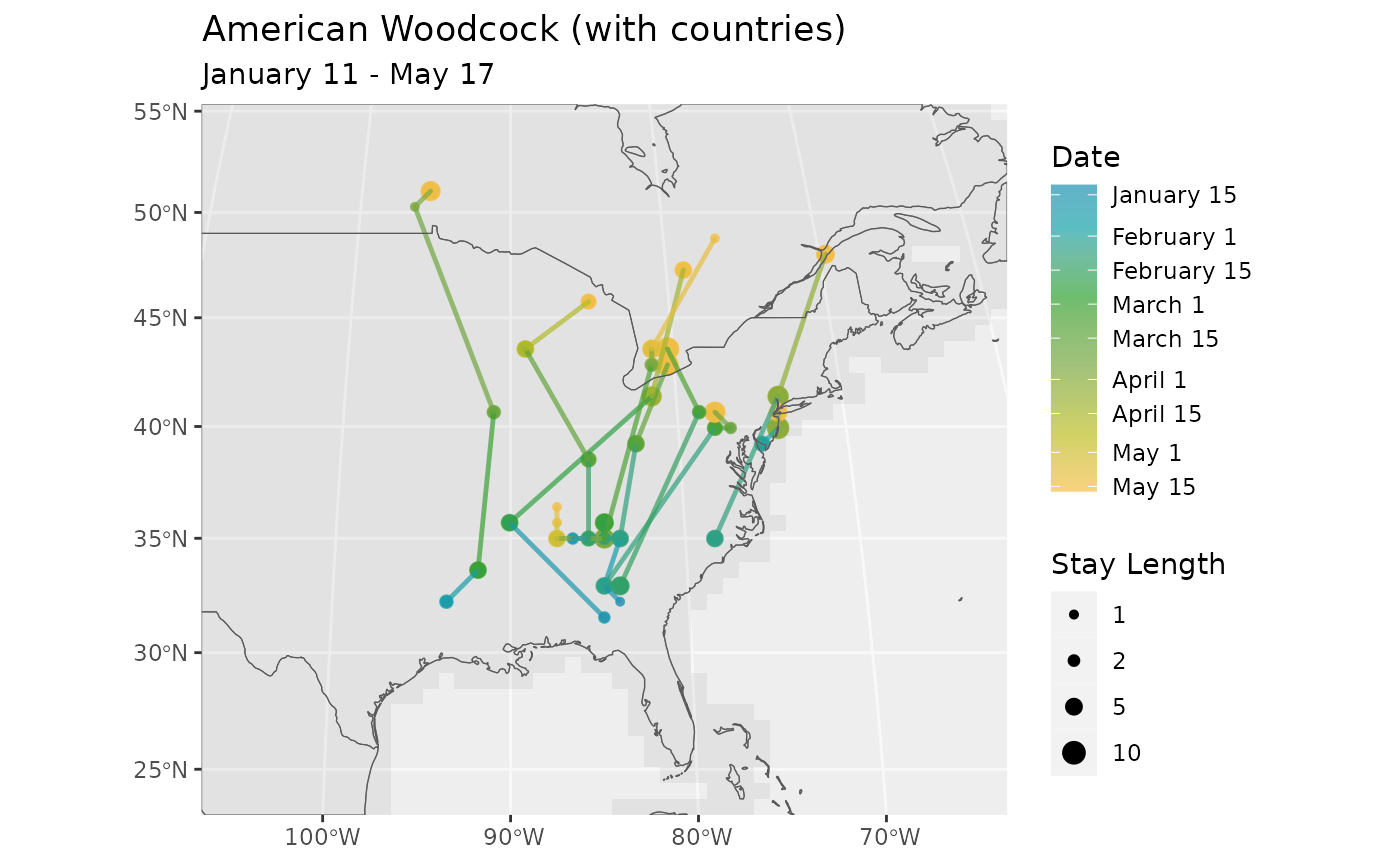 American Woodcock (with countries)
January 11 - May 17
55°N
50°N
45°N
40°N
35°N
30°N
25°N
100°W
90°W
80°W
70°W
Date
January 15
February 1
February 15
March 1
March 15
April 1
April 15
May 1
May 15
Stay Length
1
2
5
10